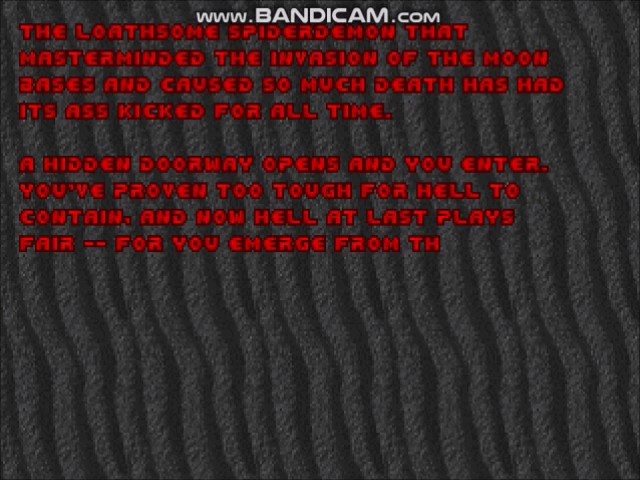 www.BANDICAM.com
THE LOATHSOME SPIDERDEMON THAT
MASTERMINDED THE INVASION OF THE MOON
BASES AND CAUSED SO MUCH DEATH HAS HAD
ITS ASS KICKED FOR ALL TIME.
A HIDDEN DOORWAY OPENS AND YOU ENTER.
YOU'VE PROVEN TOO TOUGH FOR HELL TO
CONTAIN, AND NOW HELL AT LAST PLAYS
FAIR -- FOR YOU EMERGE FROM TH